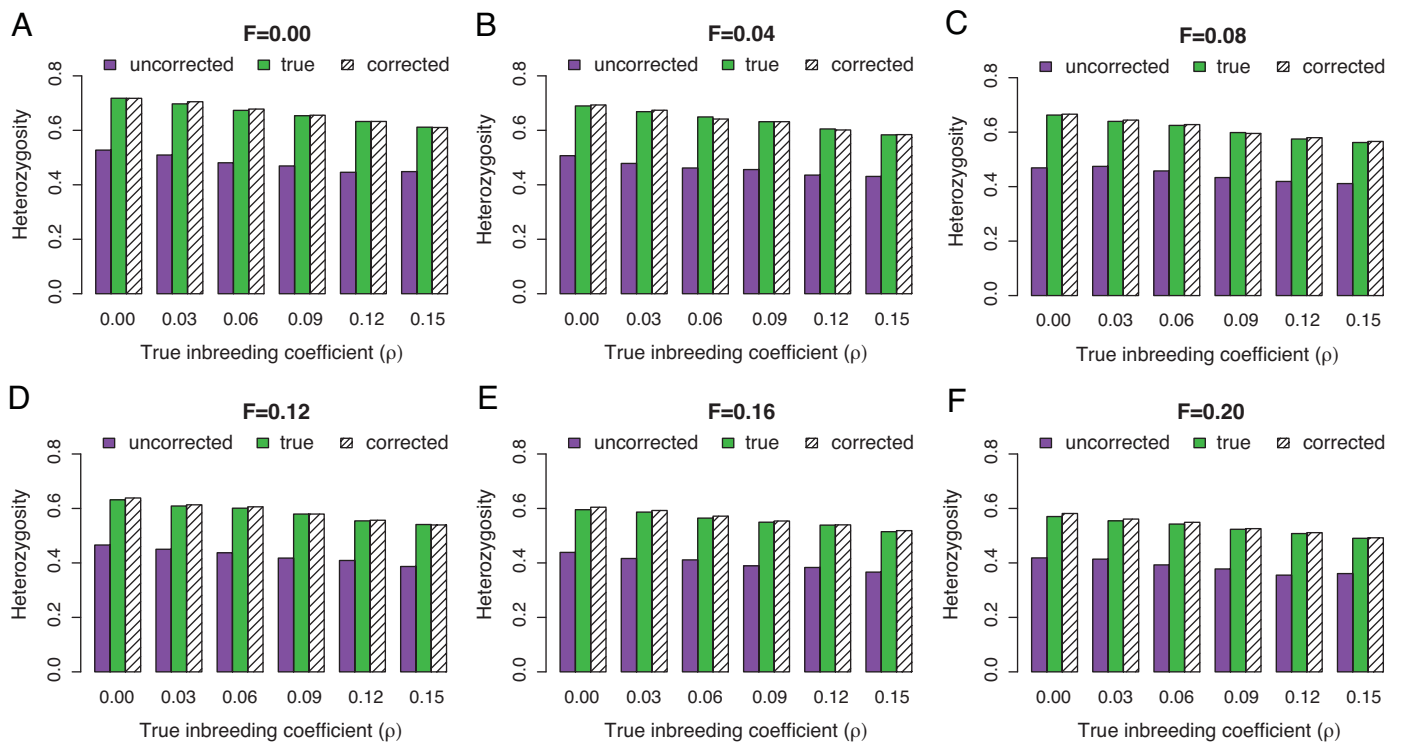 A
F=0.00
uncorrected true corrected
Heterozygosity
0.8
0.6
0.4
0.2
0.0
0.00 0.03 0.06 0.09 0.12 0.15
True inbreeding coefficient (ρ)
B
F=0.04
uncorrected true corrected
Heterozygosity
0.8
0.6
0.4
0.2
0.0
0.00 0.03 0.06 0.09 0.12 0.15
True inbreeding coefficient (ρ)
C
F=0.08
uncorrected true corrected
Heterozygosity
0.8
0.6
0.4
0.2
0.0
0.00 0.03 0.06 0.09 0.12 0.15
True inbreeding coefficient (ρ)
D
F=0.12
uncorrected true corrected
Heterozygosity
0.8
0.6
0.4
0.2
0.0
0.00 0.03 0.06 0.09 0.12 0.15
True inbreeding coefficient (ρ)
E
F=0.16
uncorrected true corrected
Heterozygosity
0.8
0.6
0.4
0.2
0.0
0.00 0.03 0.06 0.09 0.12 0.15
True inbreeding coefficient (ρ)
F
F=0.20
uncorrected true corrected
Heterozygosity
0.8
0.6
0.4
0.2
0.0
0.00 0.03 0.06 0.09 0.12 0.15
True inbreeding coefficient (ρ)